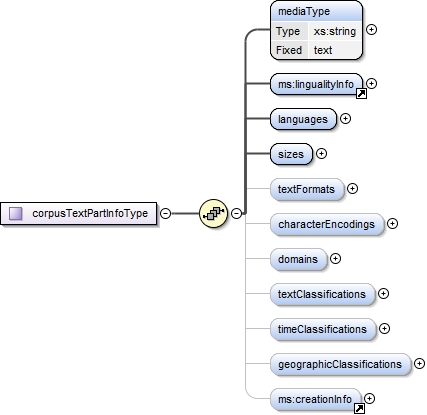 mediaType
Type xs:string
Fixed text
ms:lingualityInfo
languages
sizes
textFormats
corpusTextPartInfoType
characterEncodings
domains
textClassifications
timeClassifications
geographicClassifications
ms:creationInfo